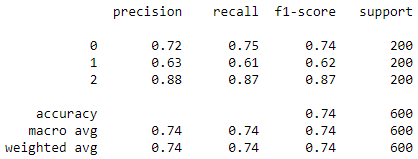 precision recall f1-score support
0 0.72 0.75 0.74 200
1 0.63 0.61 0.62 200
2 0.88 0.87 0.87 200
accuracy 0.74 600
macro avg 0.74 0.74 0.74 600
weighted avg 0.74 0.74 0.74 600